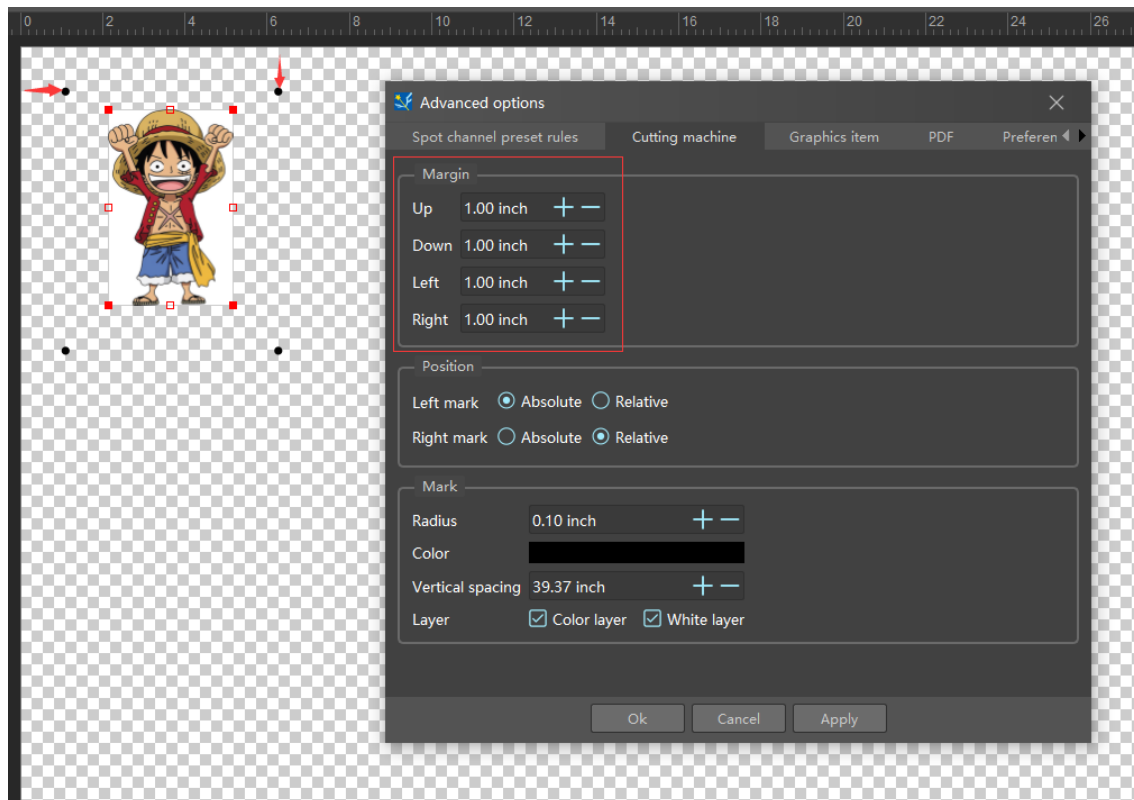 0 2 4 6 8 10 12 14 16 18 20 22 24 26
Advanced options
Spot channel preset rules Cutting machine Graphics item PDF Preferen
Margin
Up 1.00 inch
Down 1.00 inch
Left 1.00 inch
Right 1.00 inch
Position
Left mark Absolute Relative
Right mark Absolute Relative
Mark
Radius 0.10 inch
Color
Vertical spacing 39.37 inch
Layer Color layer White layer
Ok Cancel Apply